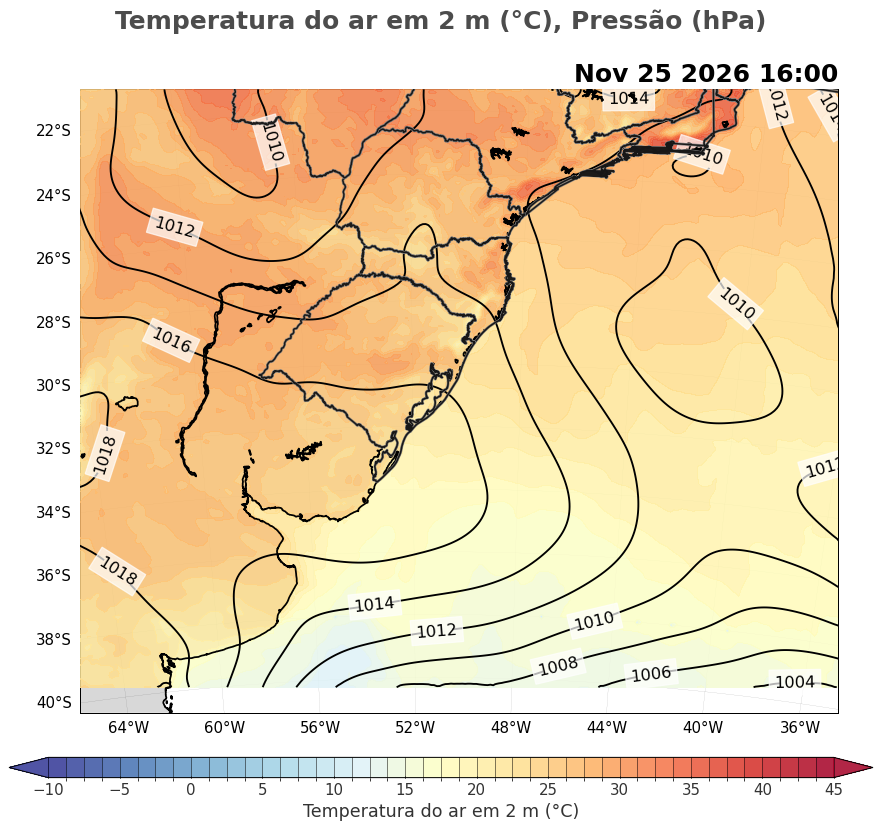 Temperatura do ar em 2 m (°C), Pressão (hPa)
Nov 25 2026 16:00
1014
1012
1010
1010
22°S
24°S
1012
26°S
1010
28°S
1016
30°S
1018
1012
32°S
34°S
1018
36°S
1014
1012
1010
38°S
1008
1006
1004
40°S
64°W 60°W 56°W 52°W 48°W 44°W 40°W 36°W
−10 −5 0 5 10 15 20 25 30 35 40 45
Temperatura do ar em 2 m (°C)